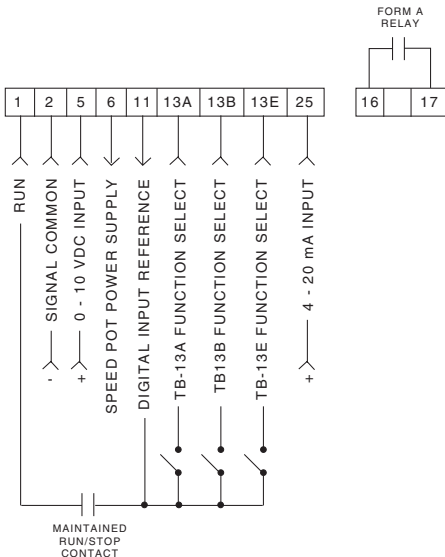 FORM A
RELAY
1 2 5 6 11 13A 13B 13E 25 16 17
RUN
SIGNAL COMMON
-
0 - 10 VDC INPUT
+
SPEED POT POWER SUPPLY
DIGITAL INPUT REFERENCE
TB-13A FUNCTION SELECT
TB13B FUNCTION SELECT
TB-13E FUNCTION SELECT
4 - 20 mA INPUT
+
MAINTAINED
RUN/STOP
CONTACT